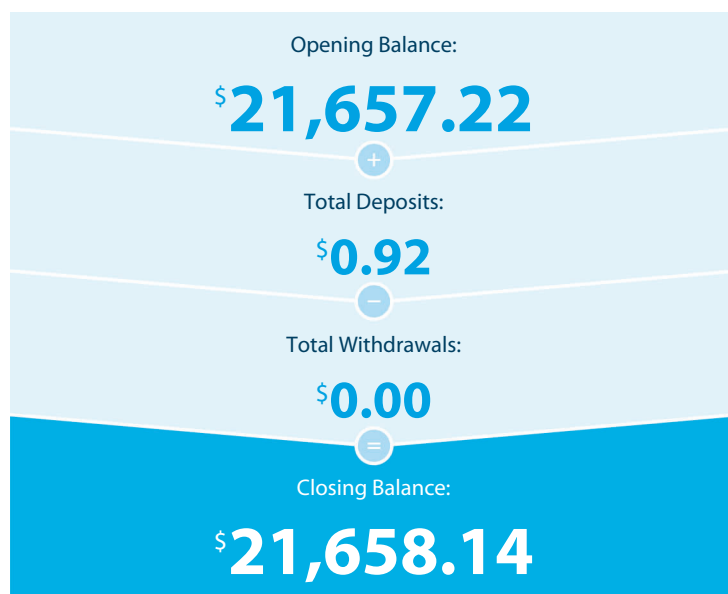 Opening Balance:
$21,657.22
+
Total Deposits:
$0.92
−
Total Withdrawals:
$0.00
=
Closing Balance:
$21,658.14